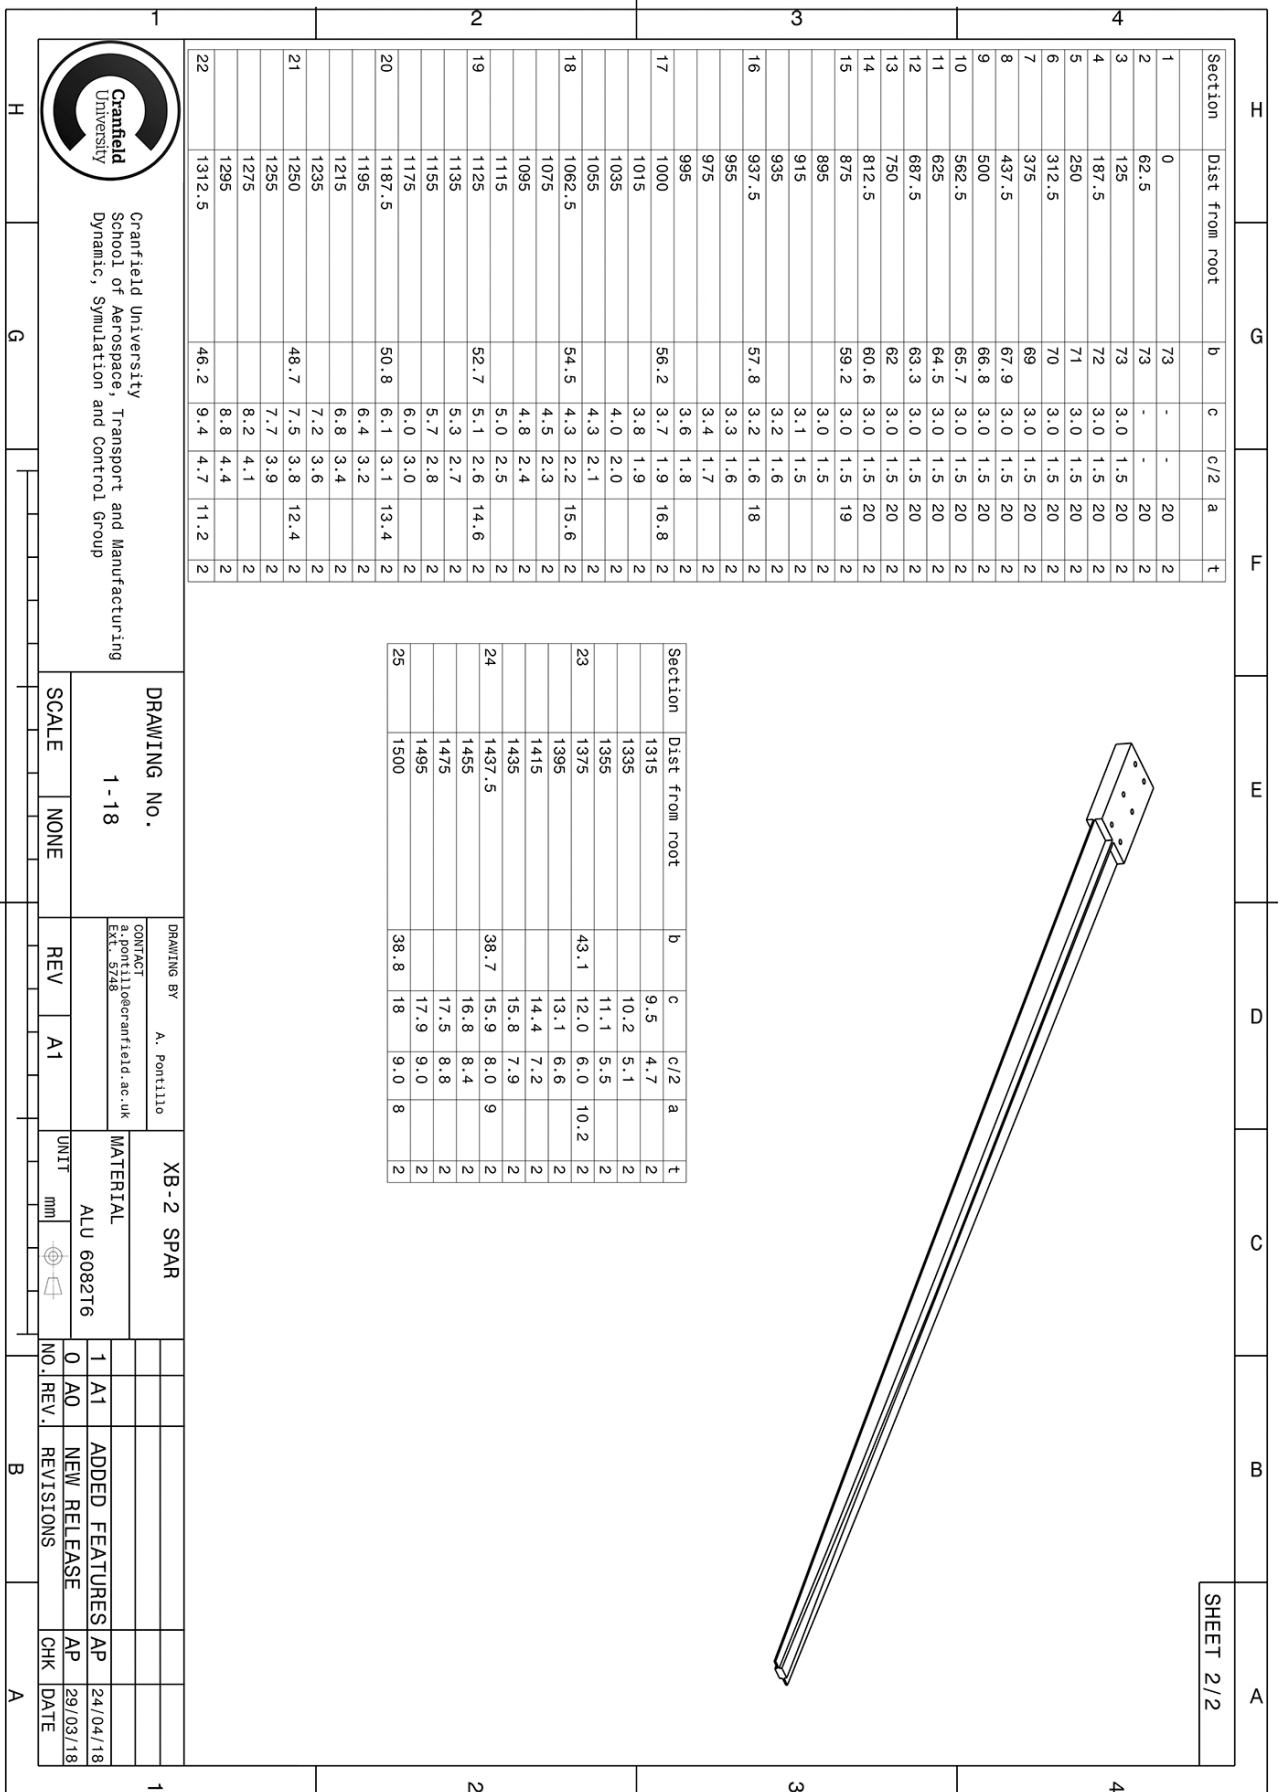 H G F E D C B A
4
3
2
1
SHEET 2/2
Section Dist from root b c c/2 a t
1 0 73 - - 20 2
2 62.5 73 - - 20 2
3 125 73 3.0 1.5 20 2
4 187.5 72 3.0 1.5 20 2
5 250 71 3.0 1.5 20 2
6 312.5 70 3.0 1.5 20 2
7 375 69 3.0 1.5 20 2
8 437.5 67.9 3.0 1.5 20 2
9 500 66.8 3.0 1.5 20 2
10 562.5 65.7 3.0 1.5 20 2
11 625 64.5 3.0 1.5 20 2
12 687.5 63.3 3.0 1.5 20 2
13 750 62 3.0 1.5 20 2
14 812.5 60.6 3.0 1.5 20 2
15 875 59.2 3.0 1.5 19 2
895 3.0 1.5 2
915 3.1 1.5 2
935 3.2 1.6 2
16 937.5 57.8 3.2 1.6 18 2
955 3.3 1.6 2
975 3.4 1.7 2
995 3.6 1.8 2
17 1000 56.2 3.7 1.9 16.8 2
1015 3.8 1.9 2
1035 4.0 2.0 2
1055 4.3 2.1 2
18 1062.5 54.5 4.3 2.2 15.6 2
1075 4.5 2.3 2
1095 4.8 2.4 2
1115 5.0 2.5 2
19 1125 52.7 5.1 2.6 14.6 2
1135 5.3 2.7 2
1155 5.7 2.8 2
1175 6.0 3.0 2
20 1187.5 50.8 6.1 3.1 13.4 2
1195 6.4 3.2 2
1215 6.8 3.4 2
1235 7.2 3.6 2
21 1250 48.7 7.5 3.8 12.4 2
1255 7.7 3.9 2
1275 8.2 4.1 2
1295 8.8 4.4 2
22 1312.5 46.2 9.4 4.7 11.2 2
Section Dist from root b c c/2 a t
1315 9.5 4.7 2
1335 10.2 5.1 2
1355 11.1 5.5 2
23 1375 43.1 12.0 6.0 10.2 2
1395 13.1 6.6 2
1415 14.4 7.2 2
1435 15.8 7.9 2
24 1437.5 38.7 15.9 8.0 9 2
1455 16.8 8.4 2
1475 17.5 8.8 2
1495 17.9 9.0 2
25 1500 38.8 18 9.0 8 2
Cranfield
University
Cranfield University
School of Aerospace, Transport and Manufacturing
Dynamic, Symulation and Control Group
DRAWING No.
1-18
SCALE NONE
DRAWING BY
A. Pontillo
CONTACT
a.pontillo@cranfield.ac.uk
Ext. 5748
REV A1
XB-2 SPAR
MATERIAL
ALU 6082T6
UNIT mm
1 A1 ADDED FEATURES AP 24/04/18
0 A0 NEW RELEASE AP 29/03/18
NO. REV. REVISIONS CHK DATE
4
3
2
1
H G B A